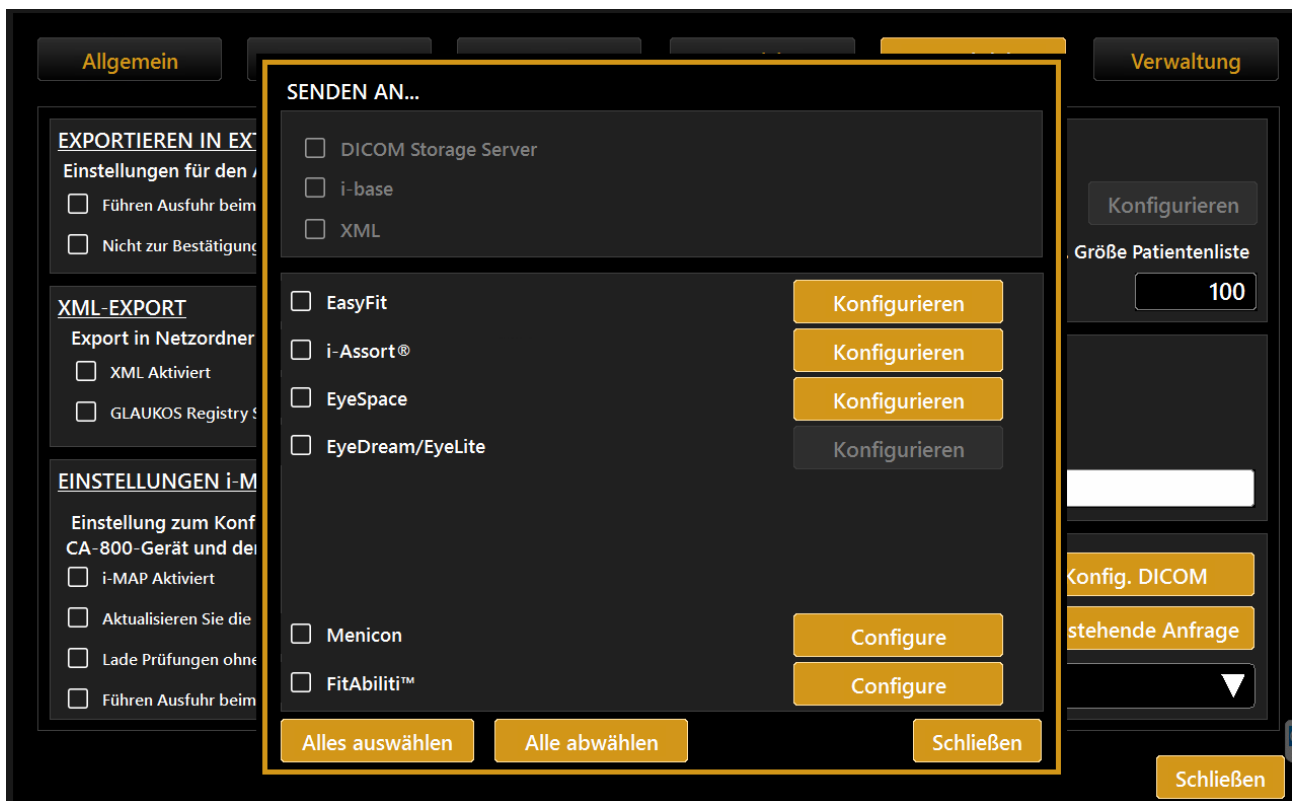 Allgemein
Verwaltung
SENDEN AN...
DICOM Storage Server
i-base
XML
EasyFit Konfigurieren
i-Assort® Konfigurieren
EyeSpace Konfigurieren
EyeDream/EyeLite Konfigurieren
Menicon Configure
FitAbiliti™ Configure
Alles auswählen Alle abwählen Schließen
EXPORTIEREN IN EXT
Einstellungen für den
Führen Ausfuhr beim
Nicht zur Bestätigung
XML-EXPORT
Export in Netzordner
XML Aktiviert
GLAUKOS Registry S
EINSTELLUNGEN i-M
Einstellung zum Konf
CA-800-Gerät und der
i-MAP Aktiviert
Aktualisieren Sie die
Lade Prüfungen ohne
Führen Ausfuhr beim
Konfigurieren
Größe Patientenliste
100
Konfig. DICOM
stehende Anfrage
Schließen